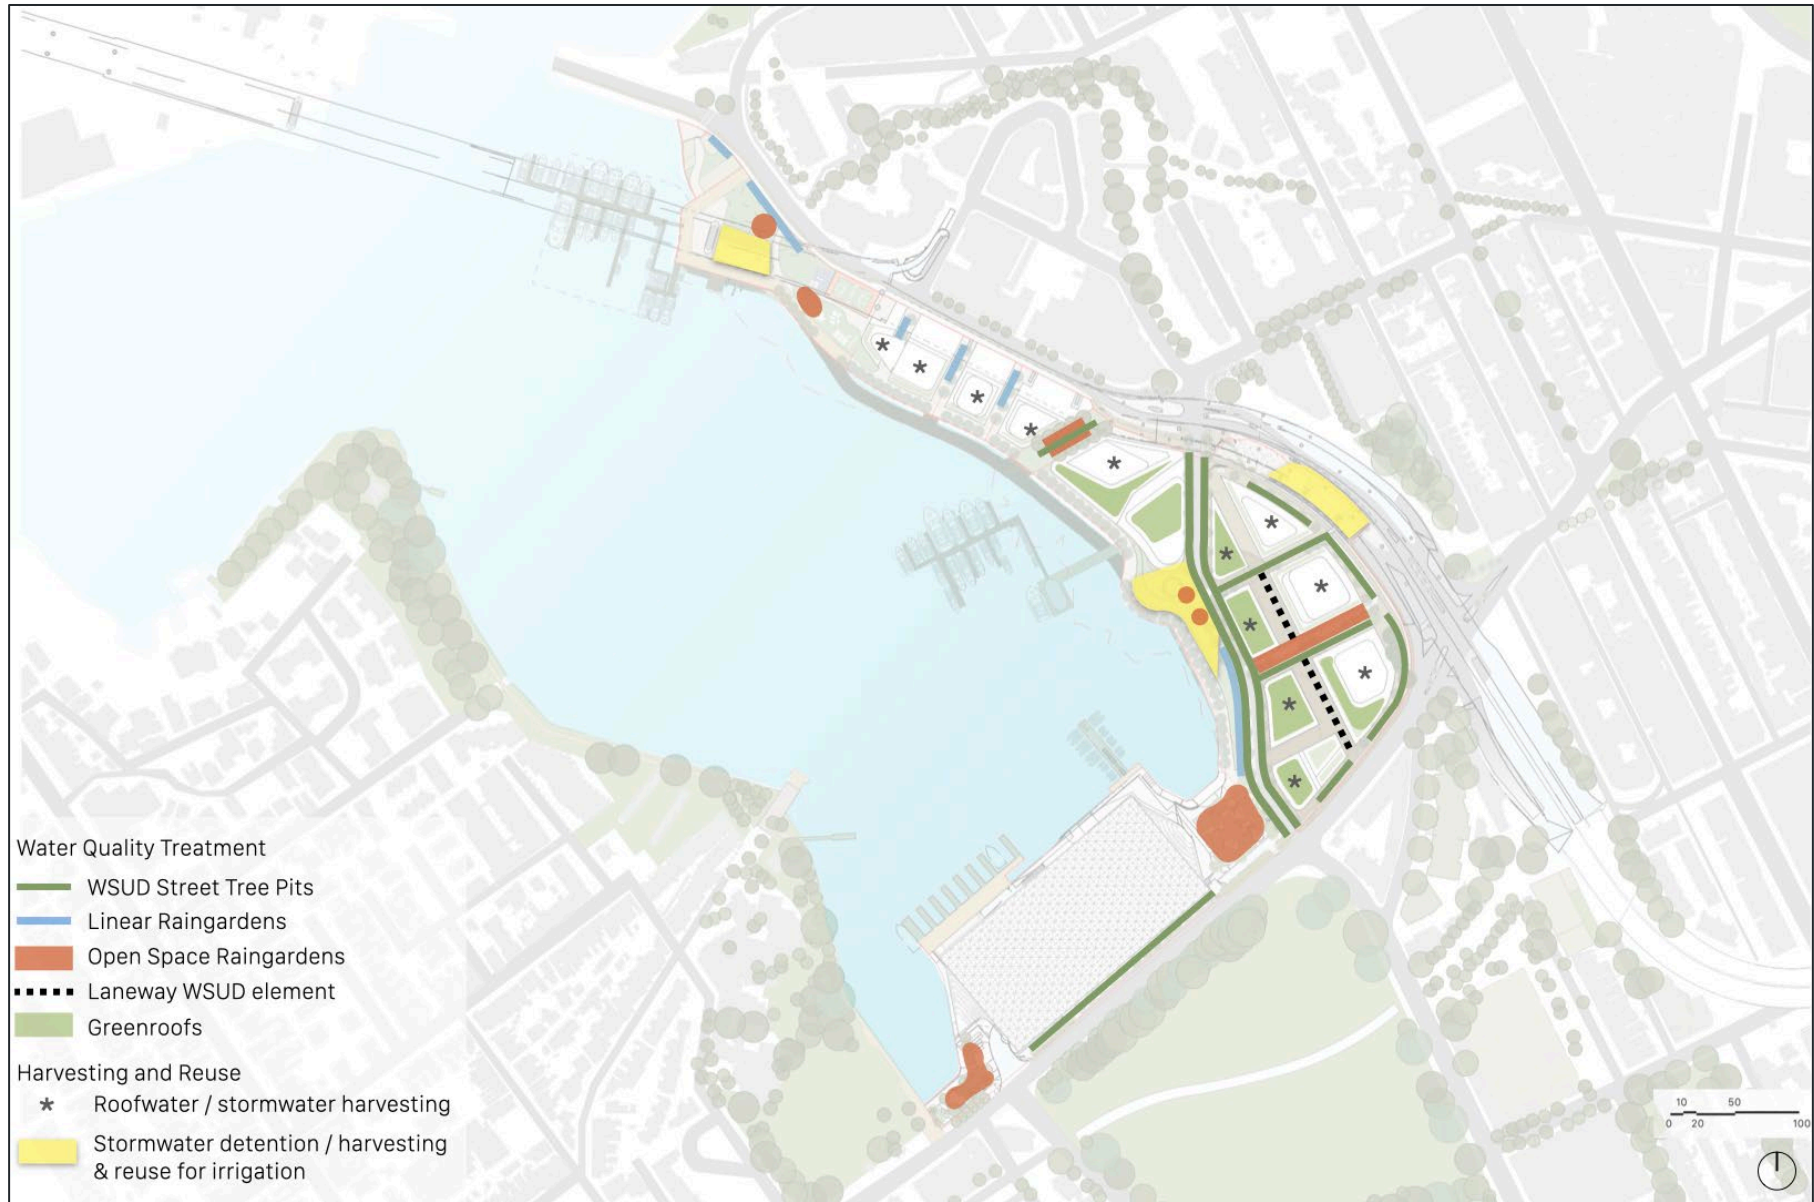 Water Quality Treatment
WSUD Street Tree Pits
Linear Raingardens
Open Space Raingardens
Laneway WSUD element
Greenroofs
Harvesting and Reuse
* Roofwater / stormwater harvesting
Stormwater detention / harvesting
& reuse for irrigation
10 50
0 20 100